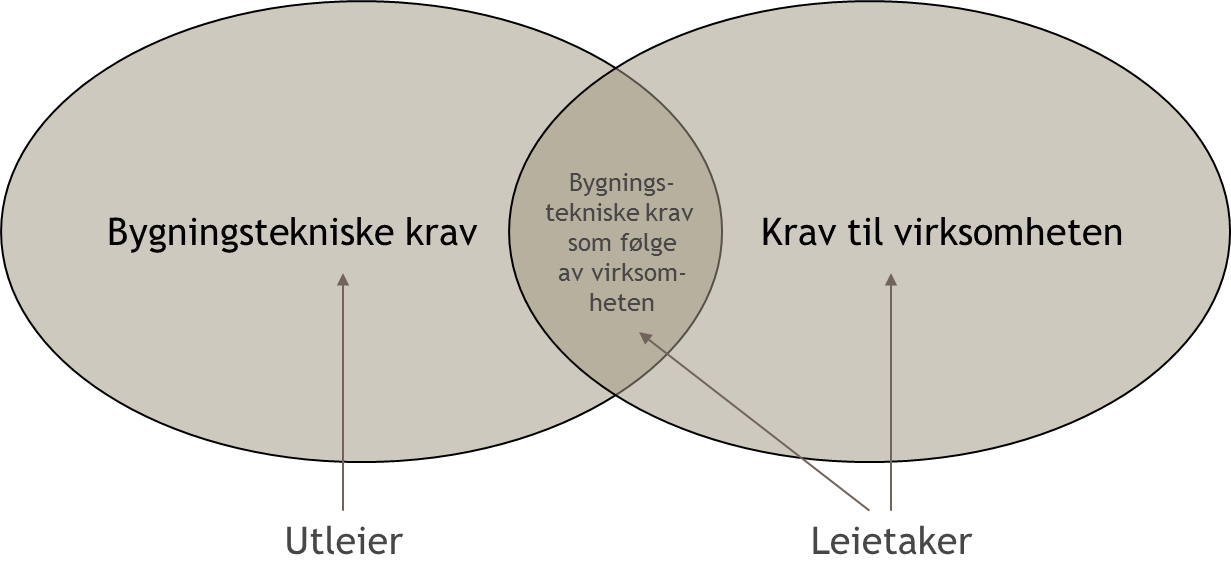 Bygningstekniske krav
Bygnings-
tekniske krav
som følge
av virksom-
heten
Krav til virksomheten
Utleier
Leietaker